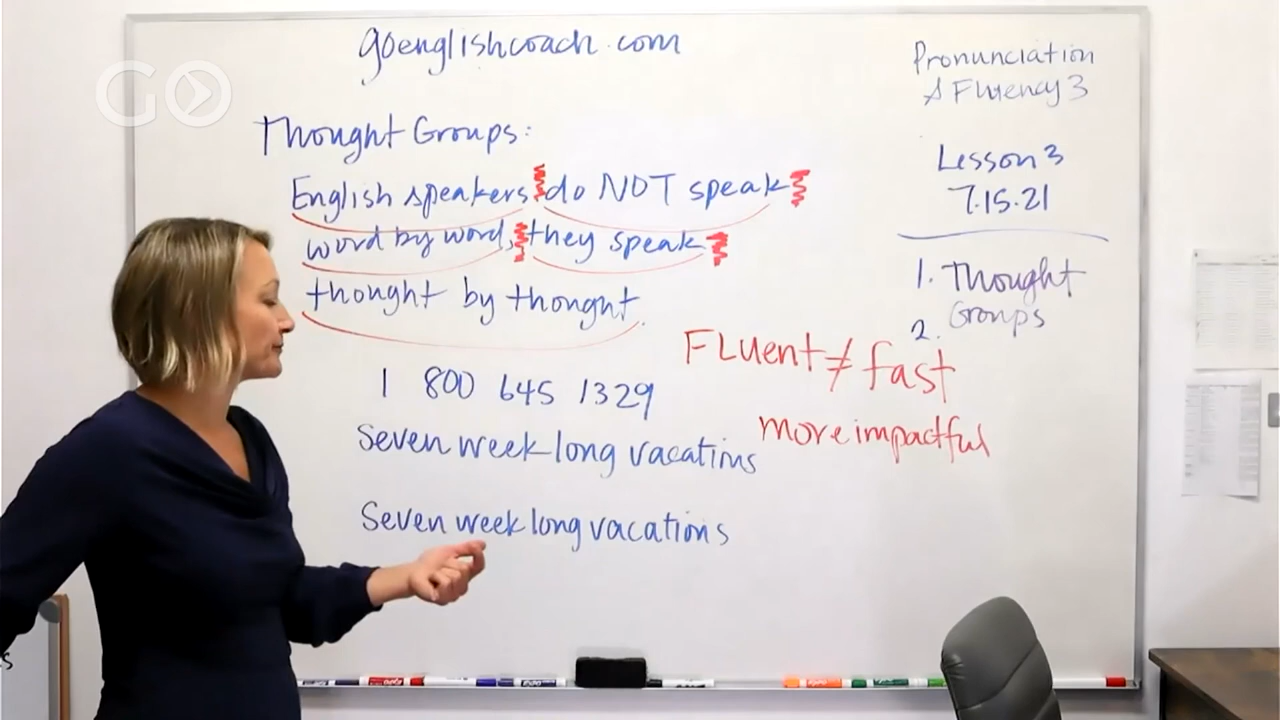 goenglishcoach.com
GO
Thought Groups:
English speakers do NOT speak
word by word, they speak
thought by thought.
1 800 645 1329
Seven week long vacations
Seven week long vacations
Pronunciation
& Fluency 3
Lesson 3
7.15.21
1. Thought
Groups
2.
FLuent ≠ fast
more impactful